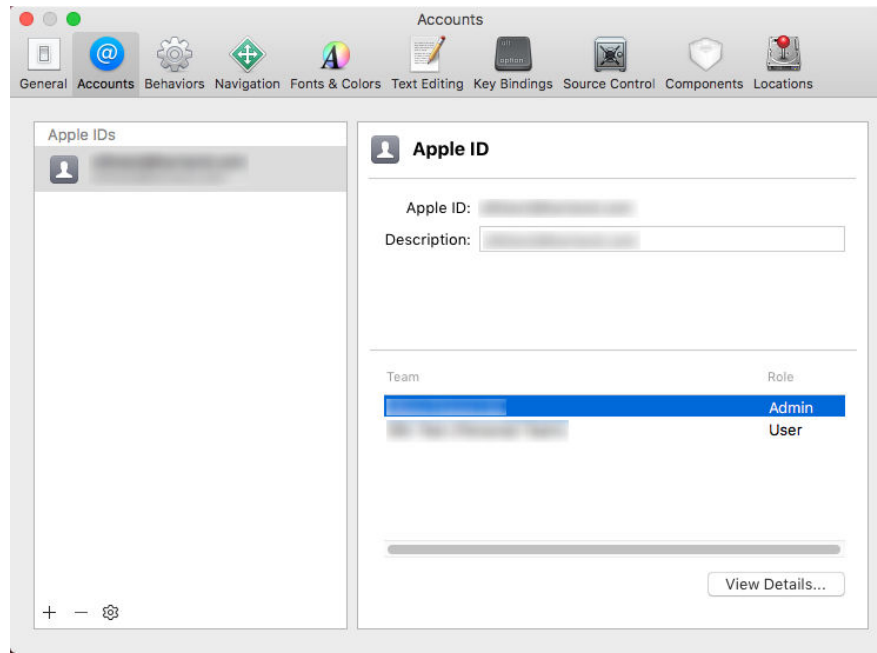 Accounts
General Accounts Behaviors Navigation Fonts & Colors Text Editing Key Bindings Source Control Components Locations
Apple IDs
Apple ID
Apple ID:
Description:
Team Role
Admin
User
View Details...